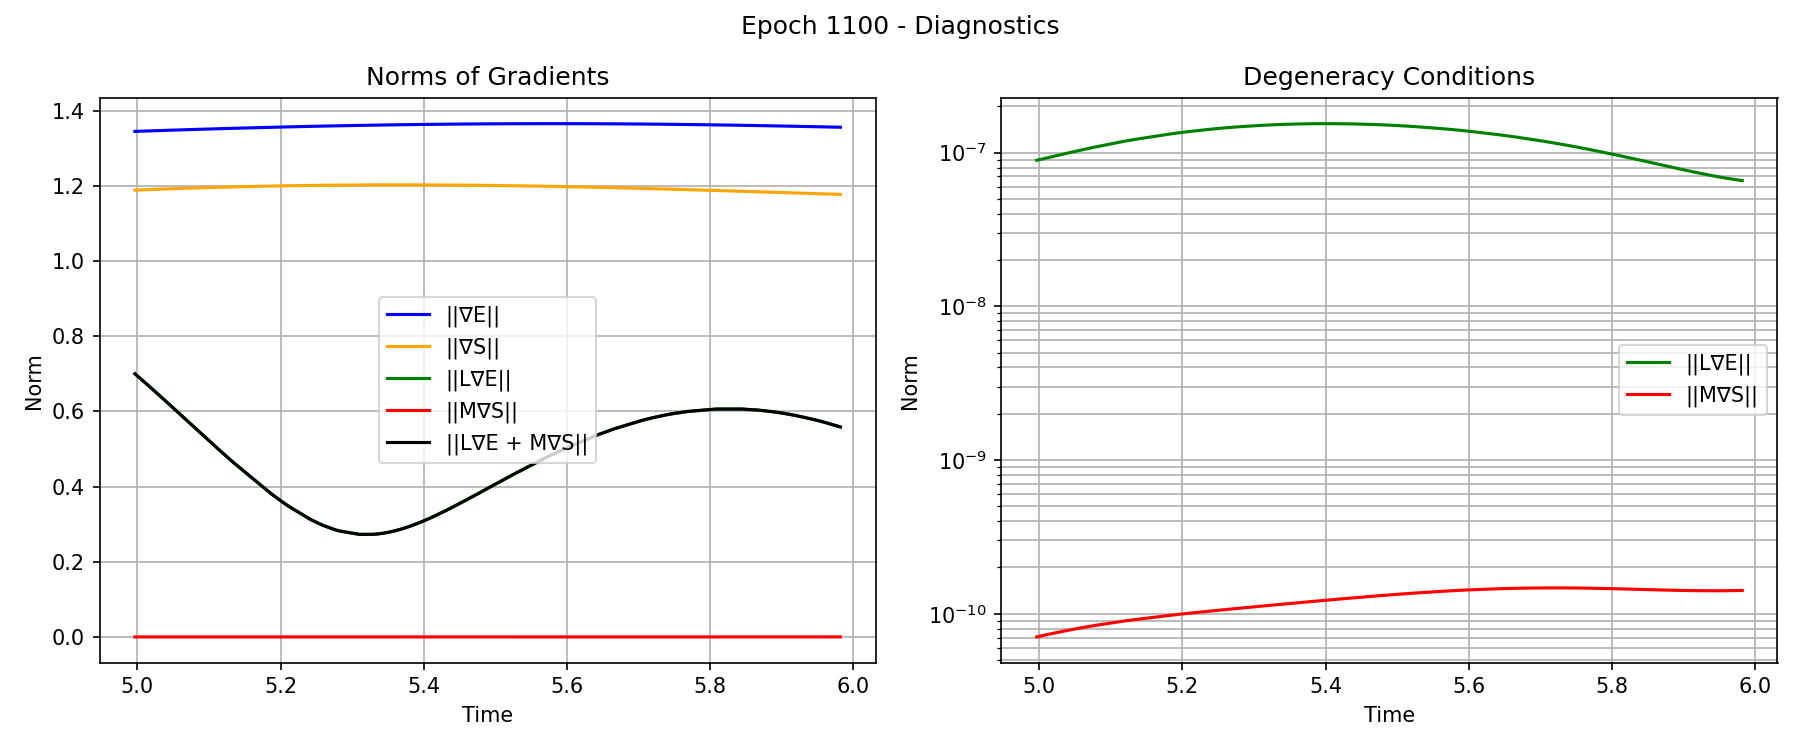 Epoch 1100 - Diagnostics
Norms of Gradients
Norm
1.4
1.2
1.0
0.8
0.6
0.4
0.2
0.0
||∇E||
||∇S||
||L∇E||
||M∇S||
||L∇E + M∇S||
5.0 5.2 5.4 5.6 5.8 6.0
Time
Degeneracy Conditions
Norm
10⁻⁷
10⁻⁸
10⁻⁹
10⁻¹⁰
||L∇E||
||M∇S||
5.0 5.2 5.4 5.6 5.8 6.0
Time